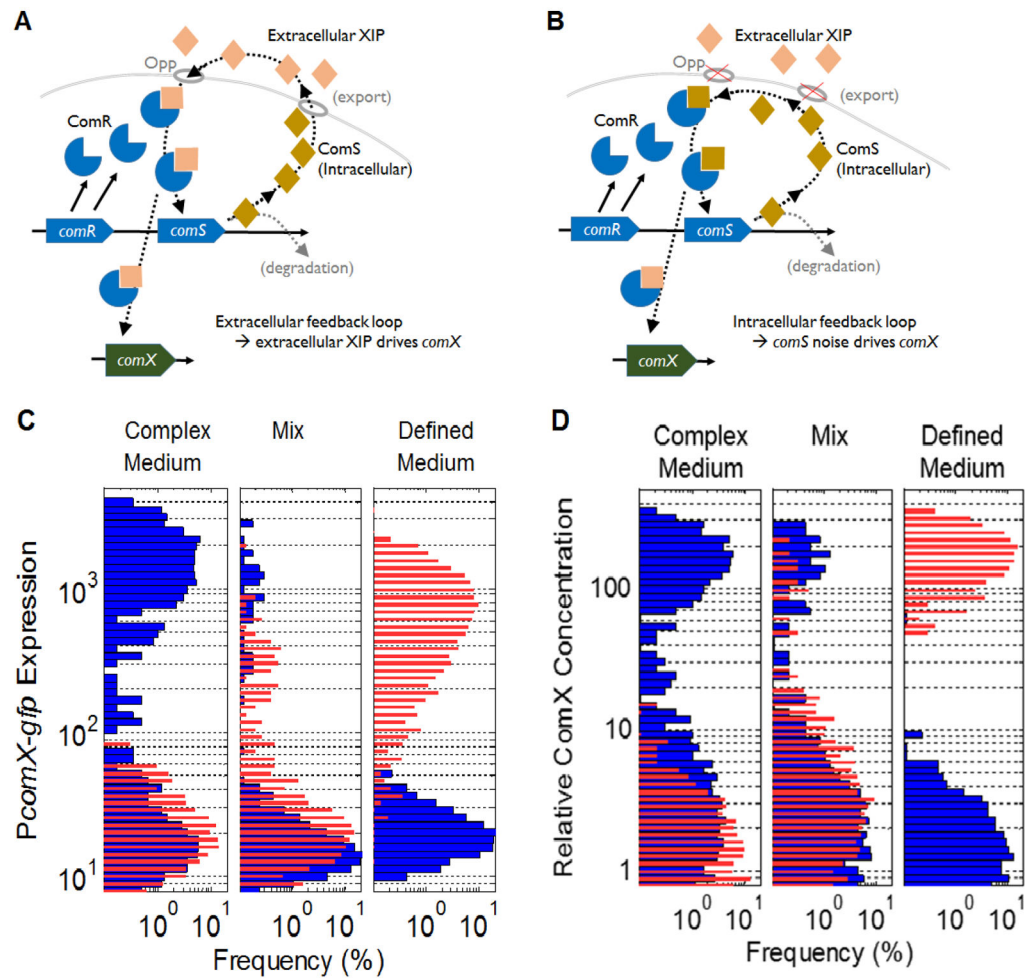 A
Extracellular XIP
Opp
(export)
ComR
ComS
(Intracellular)
comR
comS
(degradation)
Extracellular feedback loop
→ extracellular XIP drives comX
comX
B
Extracellular XIP
Opp
(export)
ComR
ComS
(Intracellular)
comR
comS
(degradation)
Intracellular feedback loop
→ comS noise drives comX
comX
C
Complex
Medium
Mix
Defined
Medium
PcomX-gfp Expression
10³
10²
10¹
10⁰ 10¹ 10⁰ 10¹ 10⁰ 10¹
Frequency (%)
D
Complex
Medium
Mix
Defined
Medium
Relative ComX Concentration
100
10
1
10⁰ 10¹ 10⁰ 10¹ 10⁰ 10¹
Frequency (%)